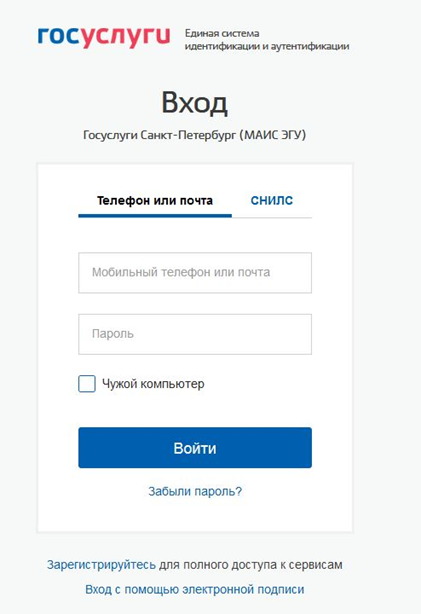 госуслуги
Единая система
идентификации и аутентификации
Вход
Госуслуги Санкт-Петербург (МАИС ЭГУ)
Телефон или почта СНИЛС
Мобильный телефон или почта
Пароль
Чужой компьютер
Войти
Забыли пароль?
Зарегистрируйтесь для полного доступа к сервисам
Вход с помощью электронной подписи